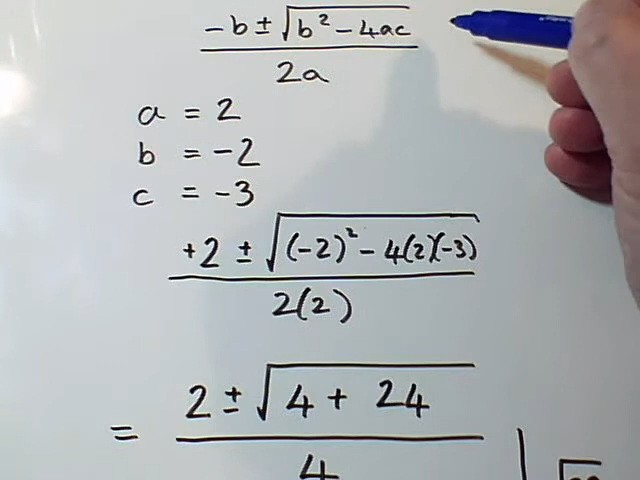 -b ± √(b² - 4ac)
2a
a = 2
b = -2
c = -3
+2 ± √((-2)² - 4(2)(-3))
2(2)
= 2 ± √(4 + 24)
4